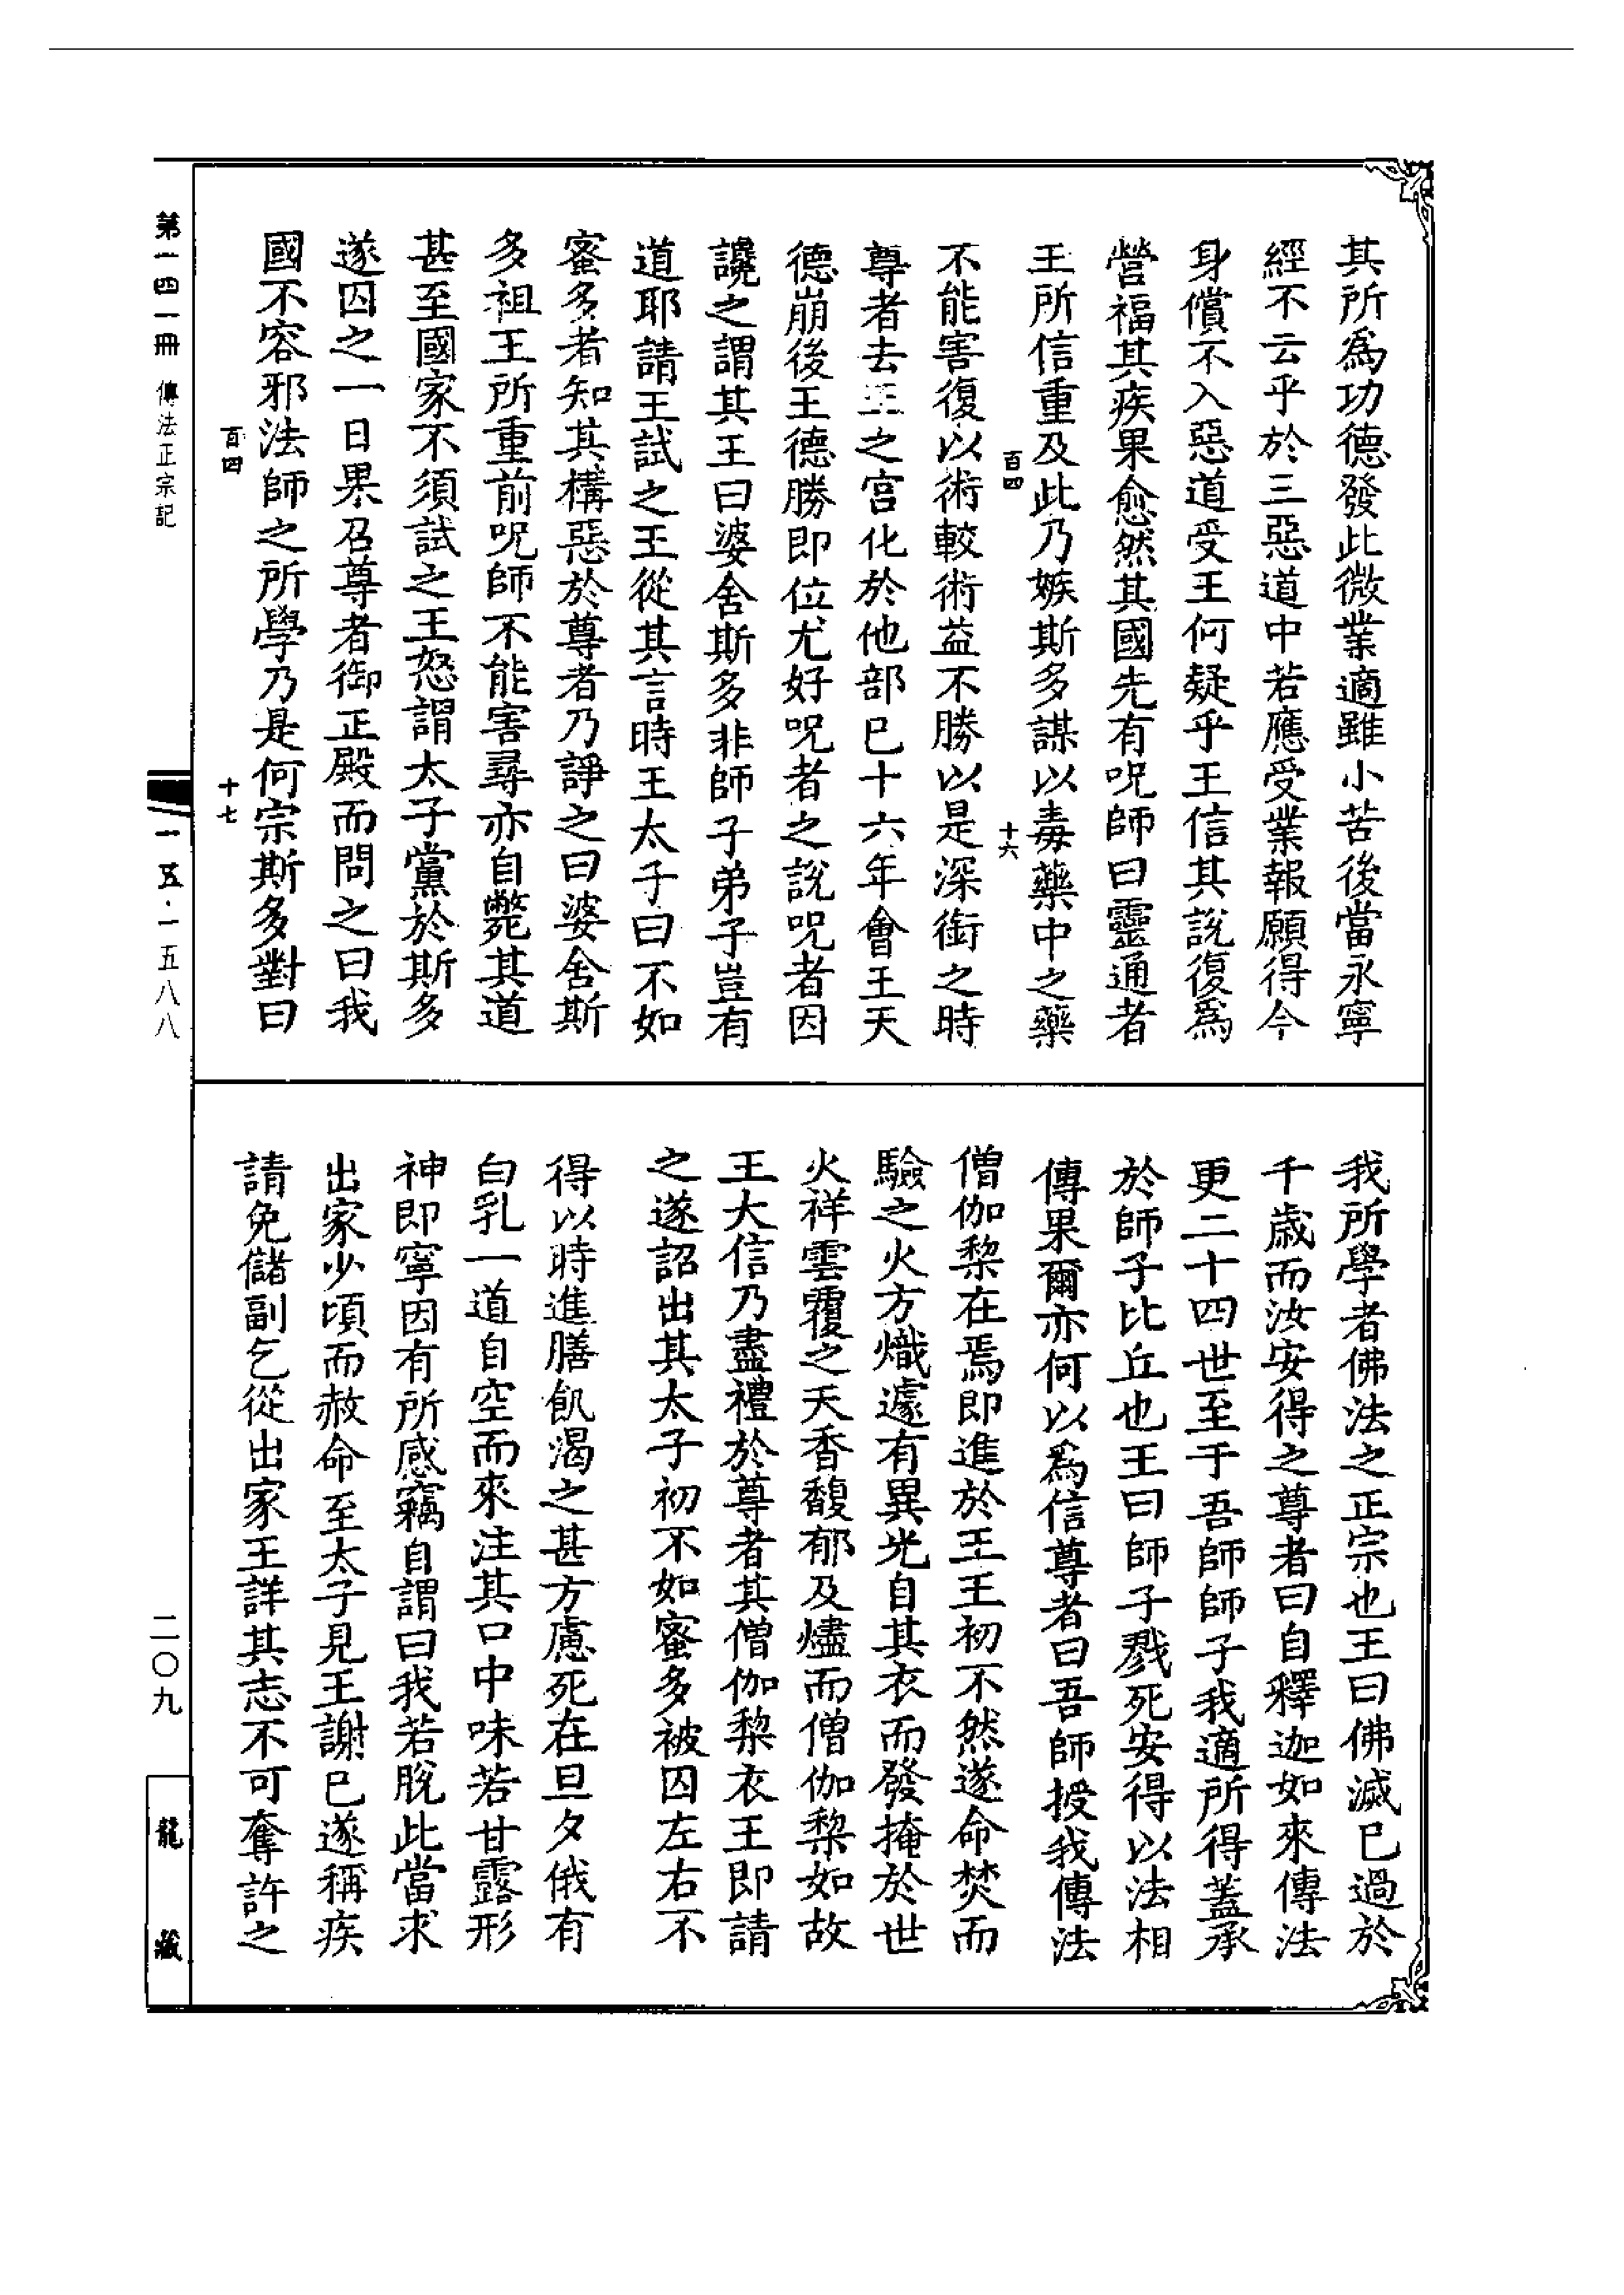 其所爲功德發此微業適雖小苦後當永寧
經不云乎於三惡道中若應受業報願得今
身償不入惡道受王何疑乎王信其說復爲
營福其疾果愈然其國先有呪師曰靈通者
王所信重及此乃嫉斯多謀以毒藥中之藥
百四
十六
不能害復以術較術益不勝以是深銜之時
尊者去王之宮化於他部已十六年會王天
德崩後王德勝即位尤好呪者之說呪者因
讒之謂其王曰婆舍斯多非師子弟子豈有
道耶請王試之王從其言時王太子曰不如
蜜多者知其構惡於尊者乃諍之曰婆舍斯
多祖王所重前呪師不能害尋亦自斃其道
甚至國家不須試之王怒謂太子黨於斯多
遂囚之一日果召尊者御正殿而問之曰我
國不容邪法師之所學乃是何宗斯多對曰
百四
十七
我所學者佛法之正宗也王曰佛滅已過於
千歲而汝安得之尊者曰自釋迦如來傳法
更二十四世至于吾師師子我適所得蓋承
於師子比丘也王曰師子戮死安得以法相
傳果爾亦何以爲信尊者曰吾師授我傳法
僧伽梨在焉即進於王王初不然遂命焚而
驗之火方熾遽有異光自其衣而發掩於世
火祥雲覆之天香馥郁及燼而僧伽梨如故
王大信乃盡禮於尊者其僧伽梨衣王即請
之遂詔出其太子初不如蜜多被囚左右不
得以時進膳飢渴之甚方慮死在旦夕俄有
白乳一道自空而來注其口中味若甘露形
神即寧因有所感竊自謂曰我若脫此當求
出家少頃而赦命至太子見王謝已遂稱疾
請免儲副乞從出家王詳其志不可奪許之
第一四一冊 傳法正宗記
一一五·一五八八
二〇九
龍藏